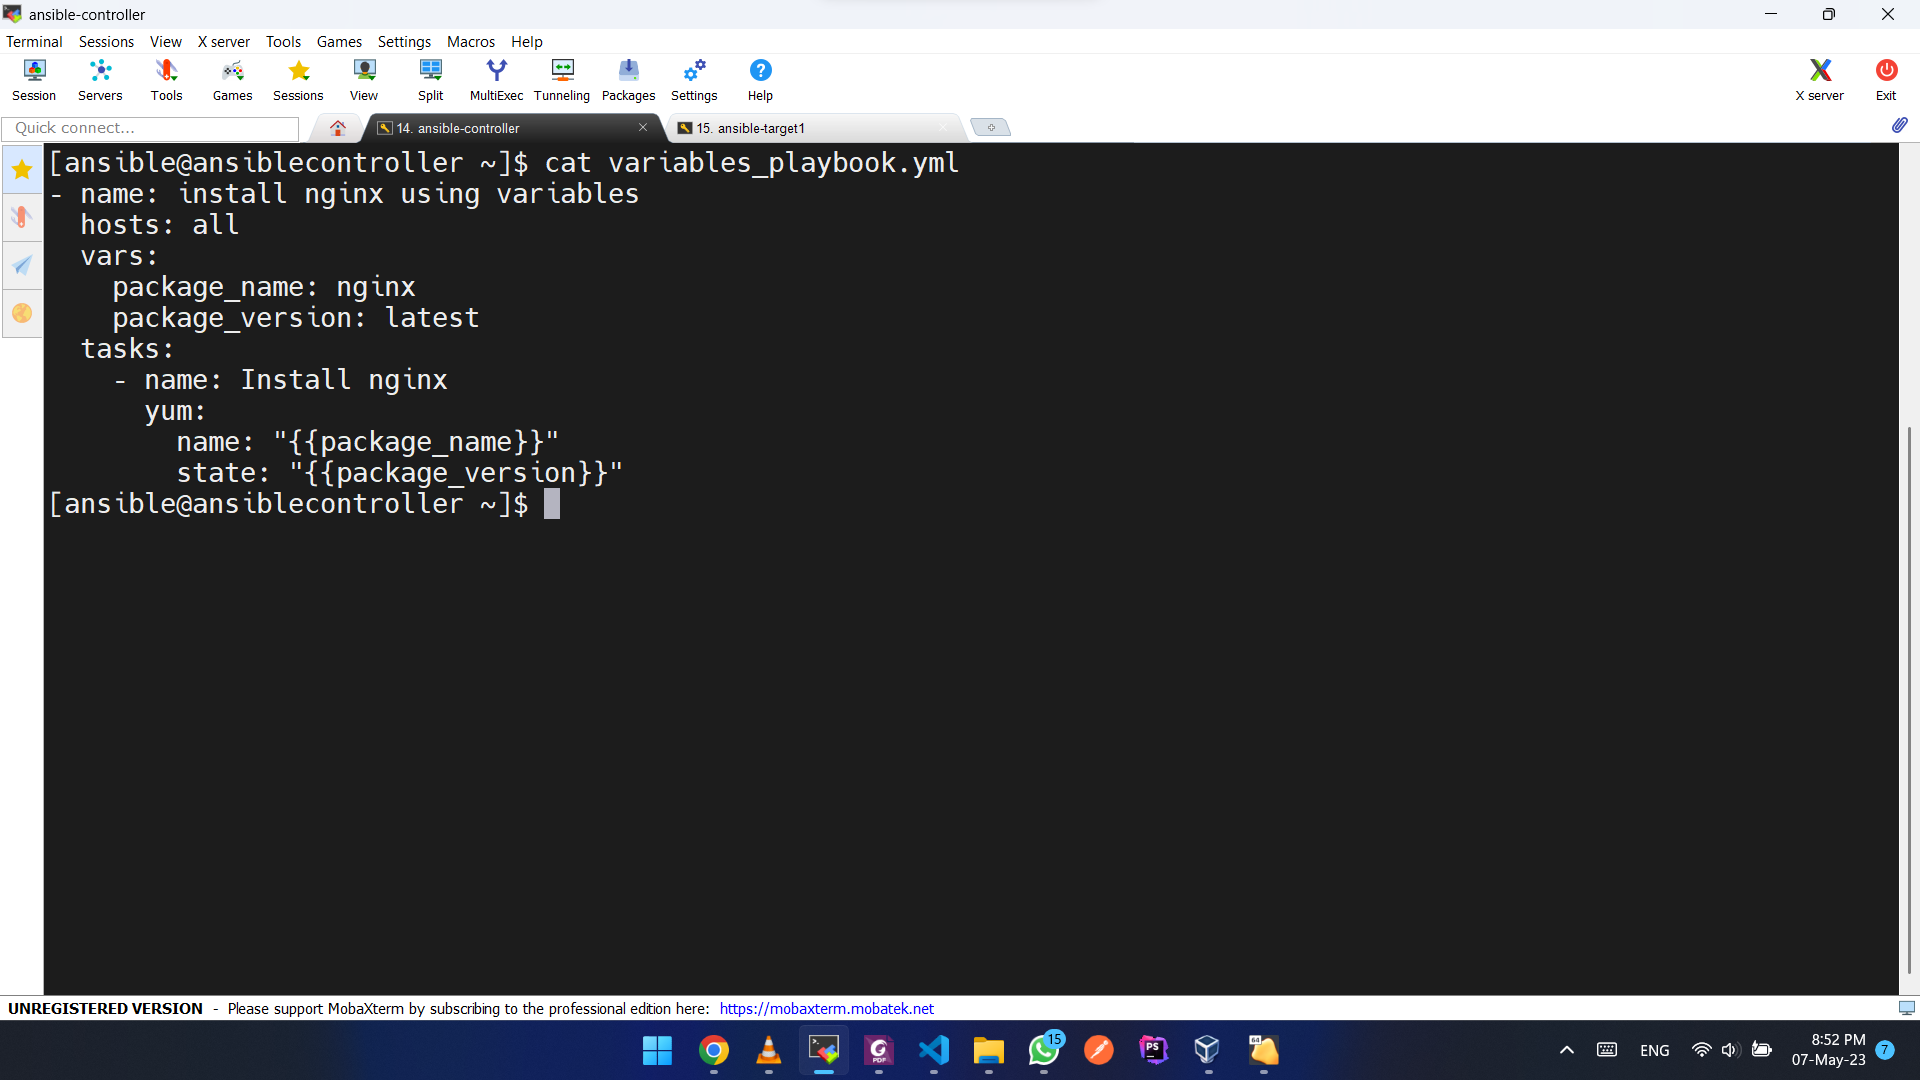 ansible-controller
Terminal Sessions View X server Tools Games Settings Macros Help
Session Servers Tools Games Sessions View Split MultiExec Tunneling Packages Settings Help X server Exit
Quick connect... 14. ansible-controller 15. ansible-target1
[ansible@ansiblecontroller ~]$ cat variables_playbook.yml
- name: install nginx using variables
  hosts: all
  vars:
    package_name: nginx
    package_version: latest
  tasks:
    - name: Install nginx
      yum:
        name: "{{package_name}}"
        state: "{{package_version}}"
[ansible@ansiblecontroller ~]$
UNREGISTERED VERSION - Please support MobaXterm by subscribing to the professional edition here: https://mobaxterm.mobatek.net
PDF 15 PS 64 ENG 8:52 PM 7
07-May-23